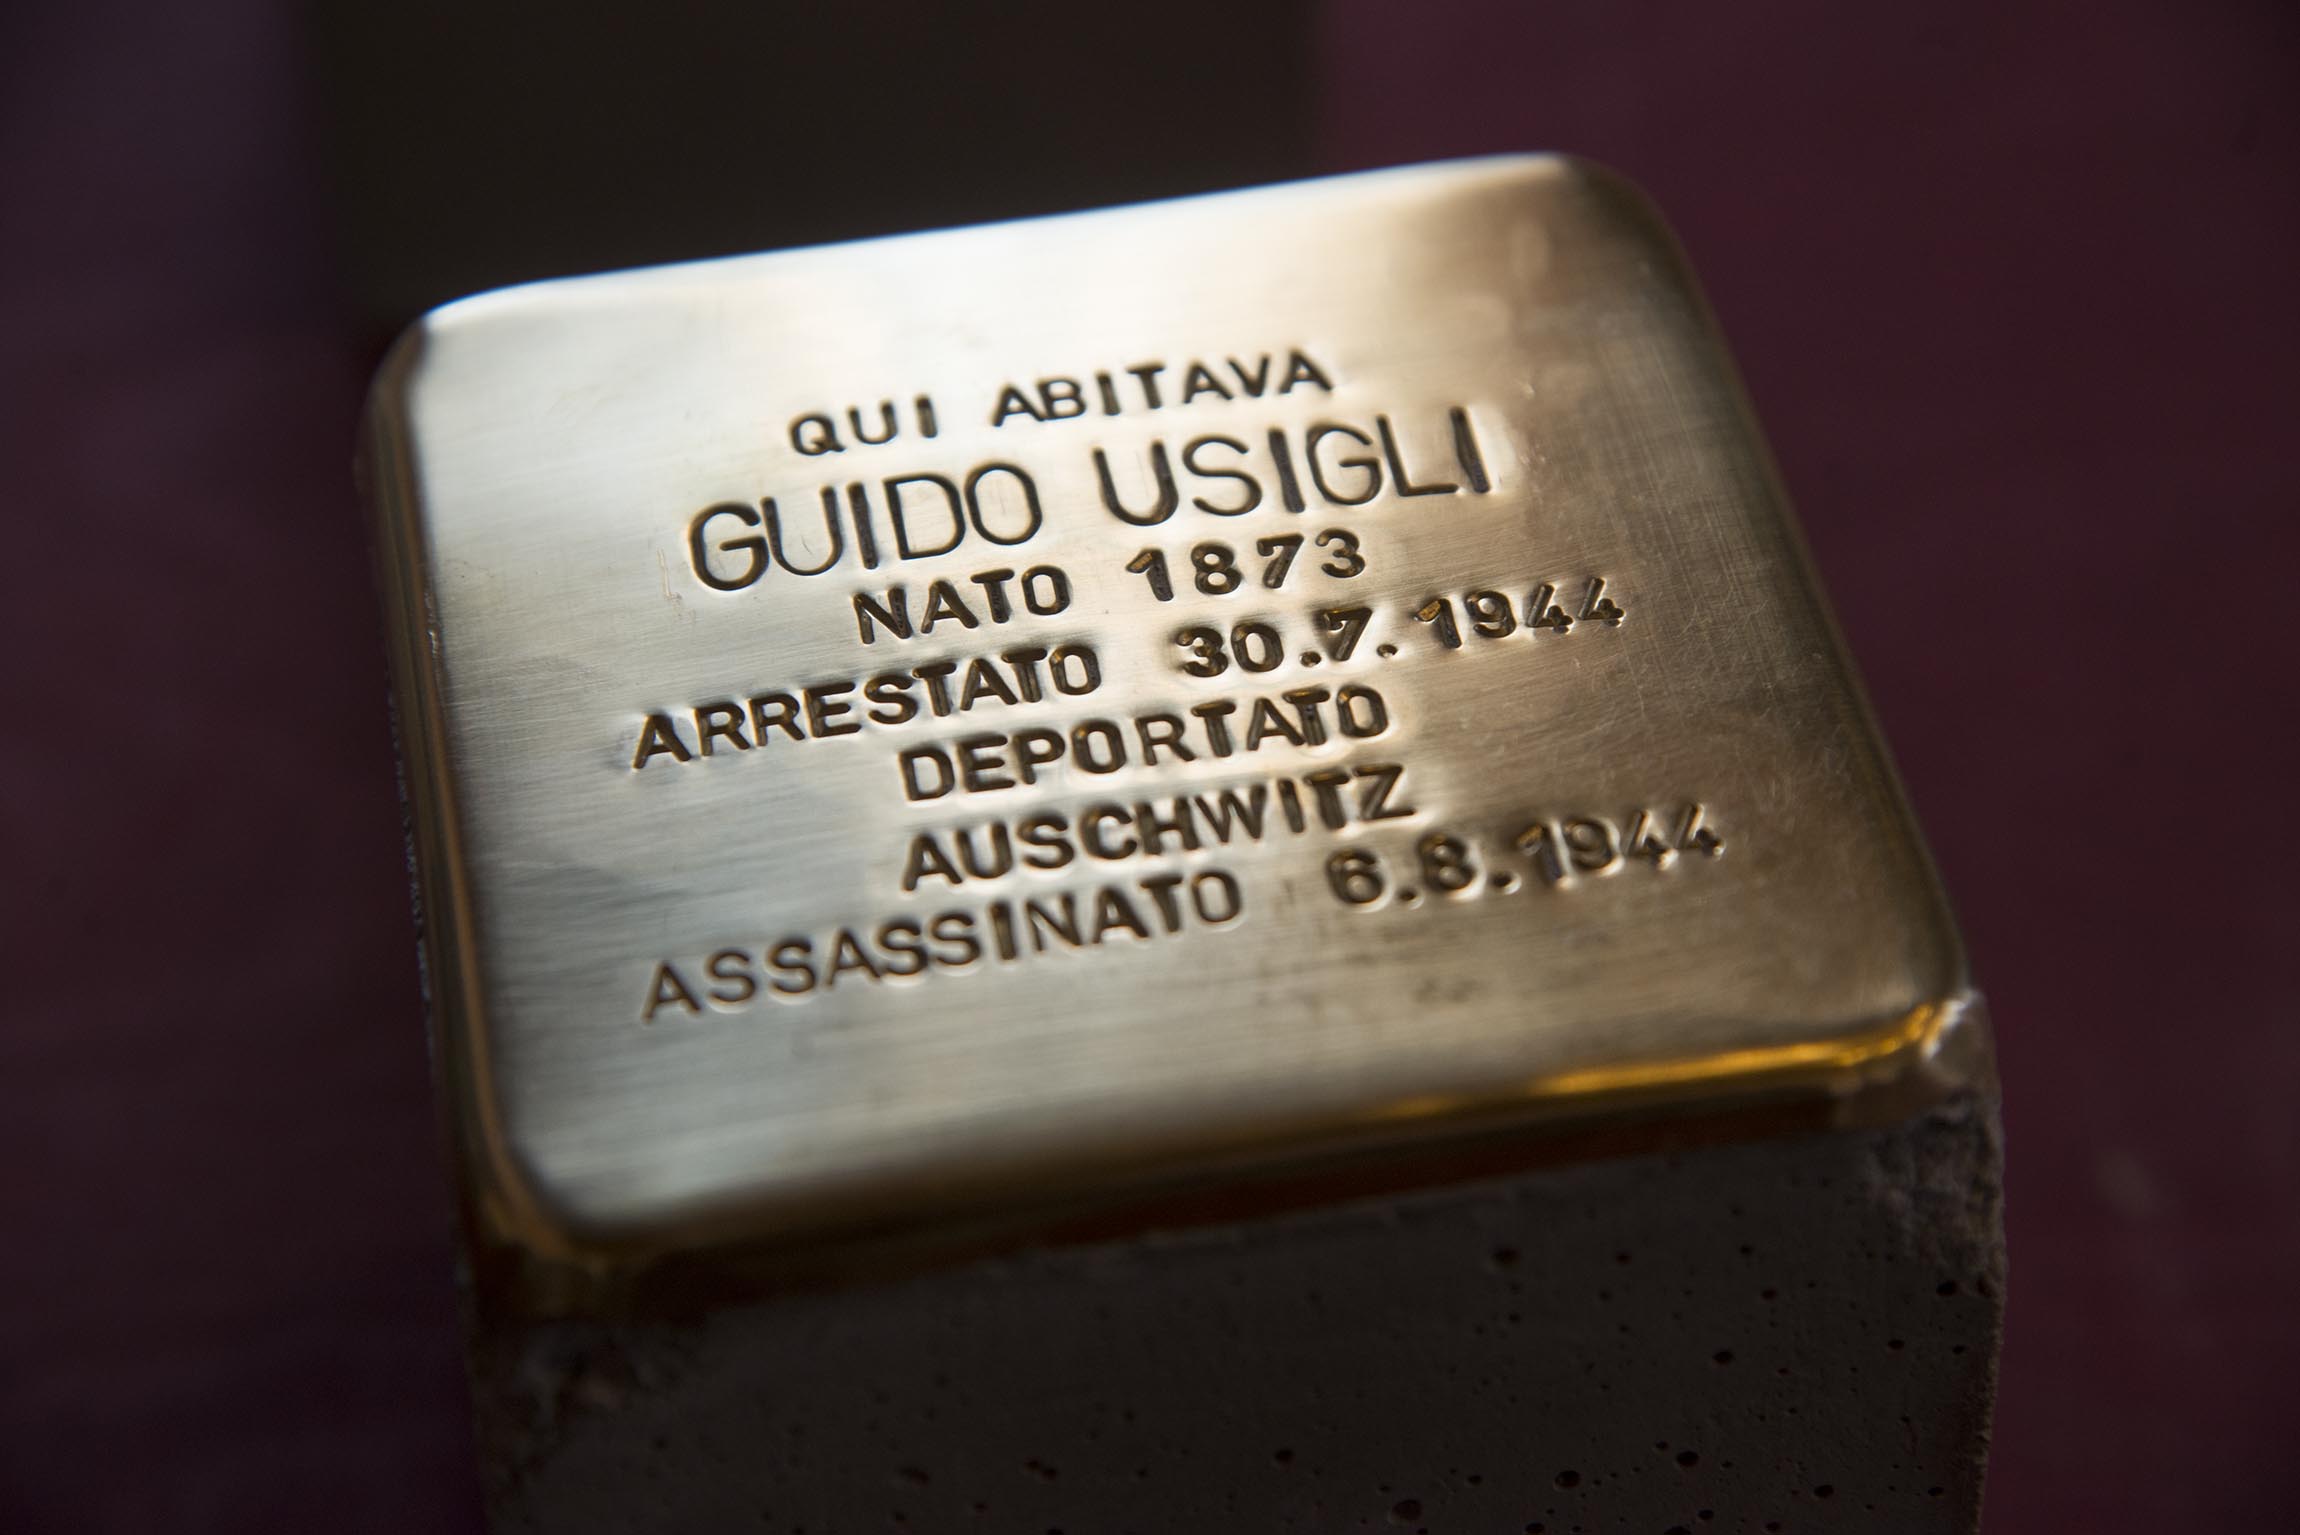 QUI ABITAVA
GUIDO USIGLI
NATO 1873
ARRESTATO 30.7.1944
DEPORTATO
AUSCHWITZ
ASSASSINATO 6.8.1944